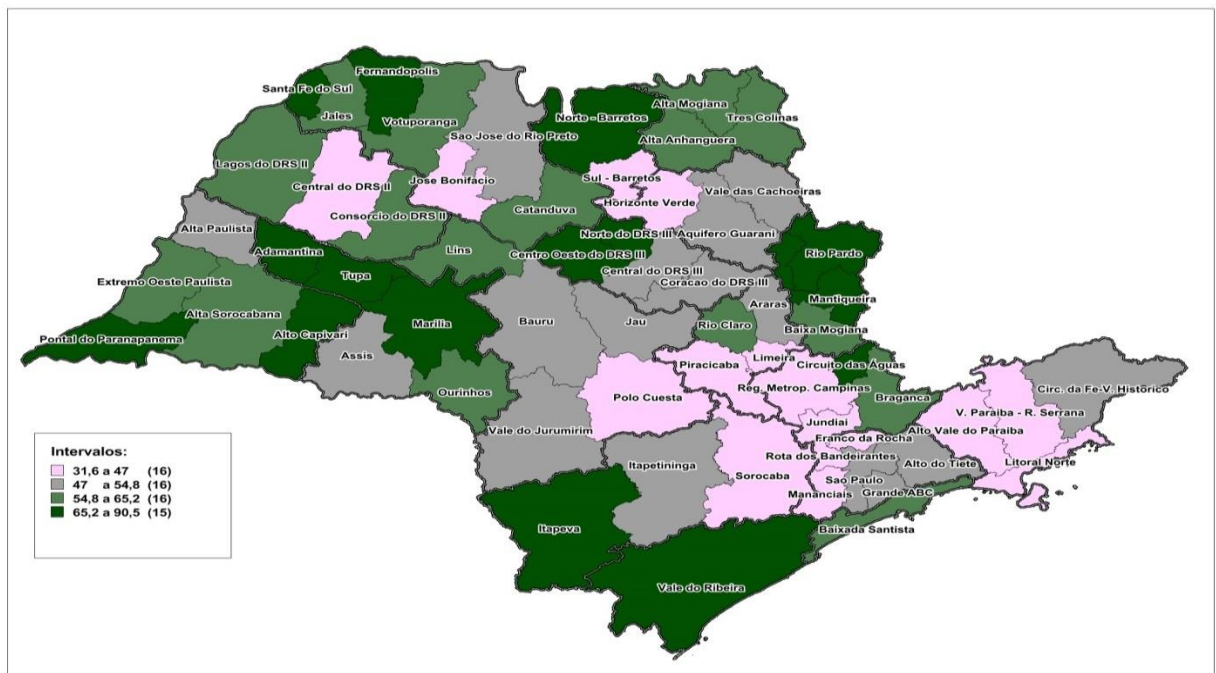 Fernandopolis
Santa Fe do Sul
Jales
Votuporanga
Sao Jose do Rio Preto
Norte - Barretos
Alta Mogiana
Tres Colinas
Alta Anhanguera
Lagos do DRS II
Central do DRS II
Jose Bonifacio
Sul - Barretos
Horizonte Verde
Vale das Cachoeiras
Consorcio do DRS II
Catanduva
Alta Paulista
Adamantina
Lins
Norte do DRS III
Aquifero Guarani
Centro Oeste do DRS III
Rio Pardo
Tupa
Central do DRS III
Coracao do DRS III
Extremo Oeste Paulista
Alta Sorocabana
Mantiqueira
Araras
Marilia
Bauru
Jau
Rio Claro
Baixa Mogiana
Pontal do Paranapanema
Alto Capivari
Assis
Limeira
Piracicaba
Circuito das Águas
Circ. da Fe-V. Histórico
Reg. Metrop. Campinas
Ourinhos
Polo Cuesta
Braganca
V. Paraiba - R. Serrana
Jundiai
Vale do Jurumirim
Alto Vale do Paraiba
Franco da Rocha
Rota dos Bandeirantes
Itapetininga
Alto do Tiete
Litoral Norte
Sorocaba
Sao Paulo
Mananciais
Grande ABC
Itapeva
Baixada Santista
Vale do Ribeira
Intervalos:
31,6 a 47 (16)
47 a 54,8 (16)
54,8 a 65,2 (16)
65,2 a 90,5 (15)